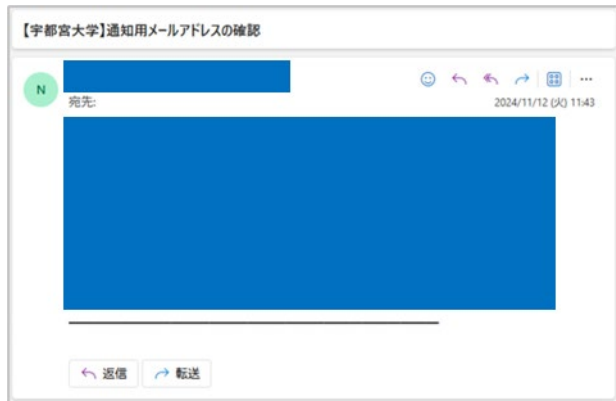 【宇都宮大学】通知用メールアドレスの確認
N
宛先:
2024/11/12 (火) 11:43
返信
転送